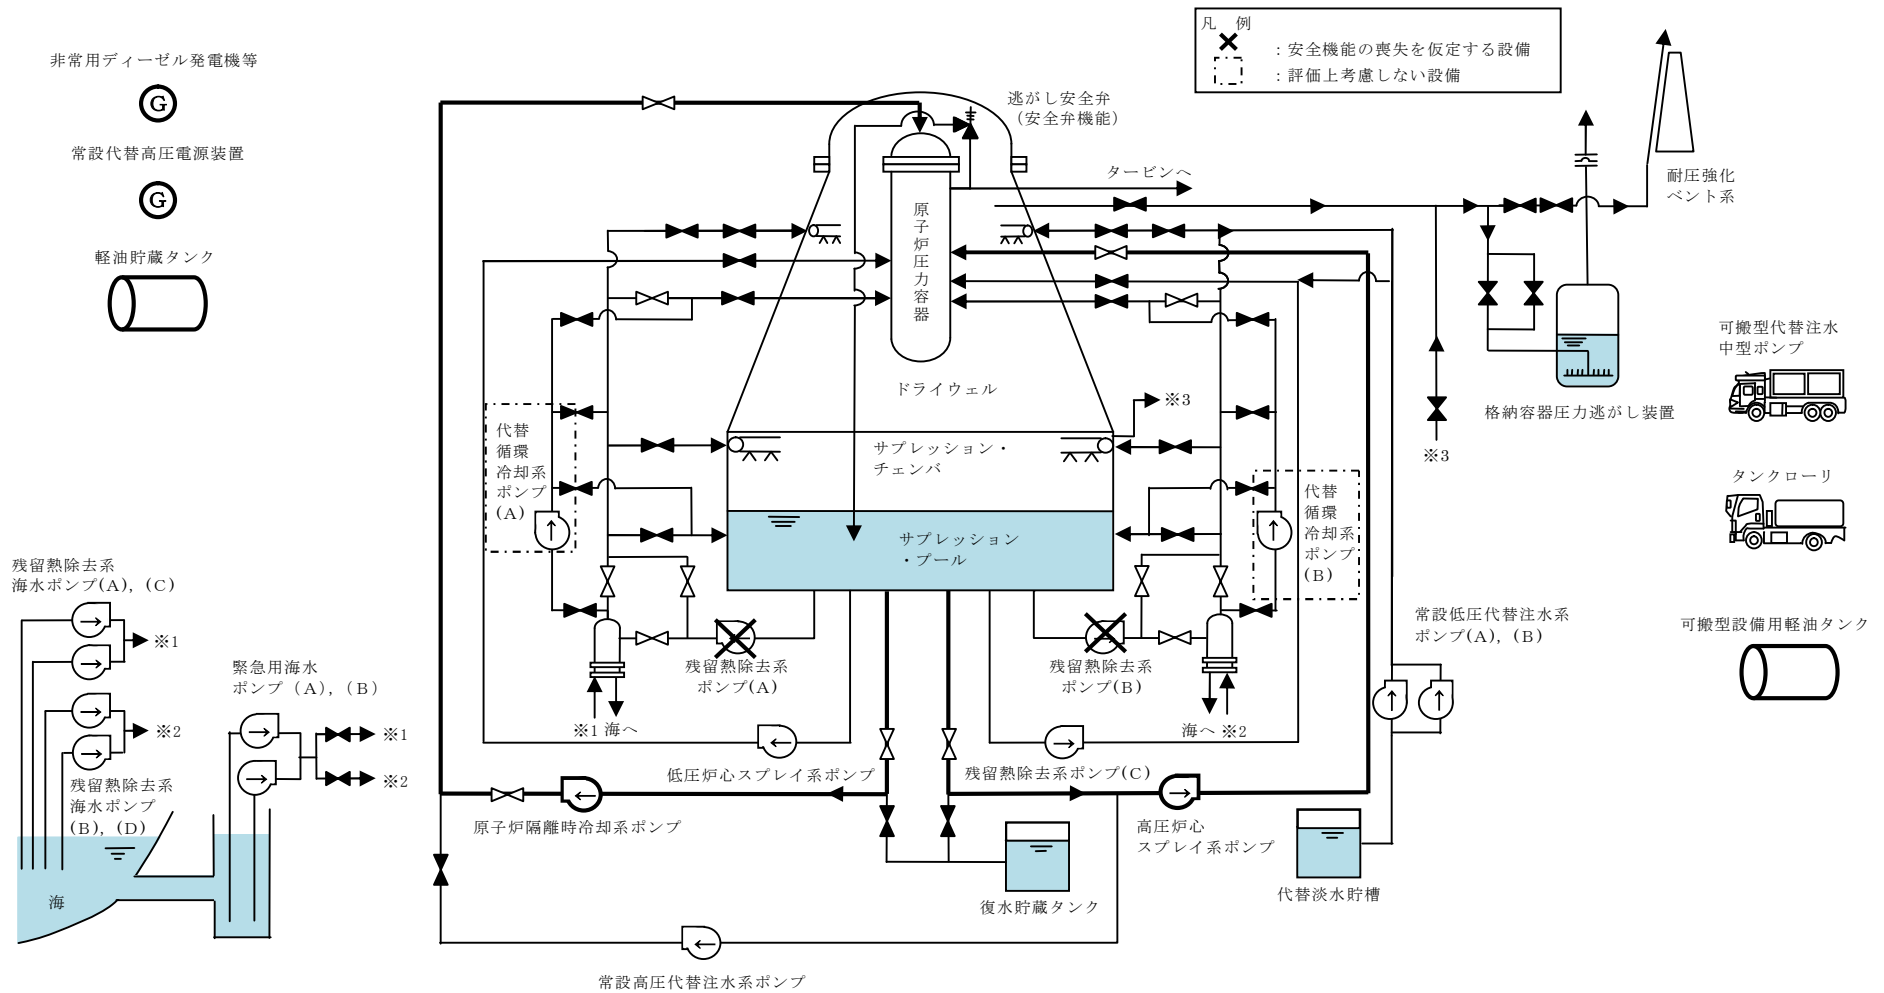 凡 例
：安全機能の喪失を仮定する設備
：評価上考慮しない設備
非常用ディーゼル発電機等
G
常設代替高圧電源装置
G
軽油貯蔵タンク
逃がし安全弁
（安全弁機能）
タービンへ
耐圧強化
ベント系
原子炉圧力容器
ドライウェル
※3
サプレッション・
チェンバ
サプレッション
・プール
代替
循環
冷却系
ポンプ
(A)
代替
循環
冷却系
ポンプ
(B)
格納容器圧力逃がし装置
※3
可搬型代替注水
中型ポンプ
タンクローリ
可搬型設備用軽油タンク
残留熱除去系
海水ポンプ(A), (C)
※1
※2
残留熱除去系
海水ポンプ
(B), (D)
緊急用海水
ポンプ（A),（B）
※1
※2
海
残留熱除去系
ポンプ(A)
※1 海へ
残留熱除去系
ポンプ(B)
海へ ※2
低圧炉心スプレイ系ポンプ
残留熱除去系ポンプ(C)
原子炉隔離時冷却系ポンプ
高圧炉心
スプレイ系ポンプ
常設低圧代替注水系
ポンプ(A), (B)
復水貯蔵タンク
代替淡水貯槽
常設高圧代替注水系ポンプ